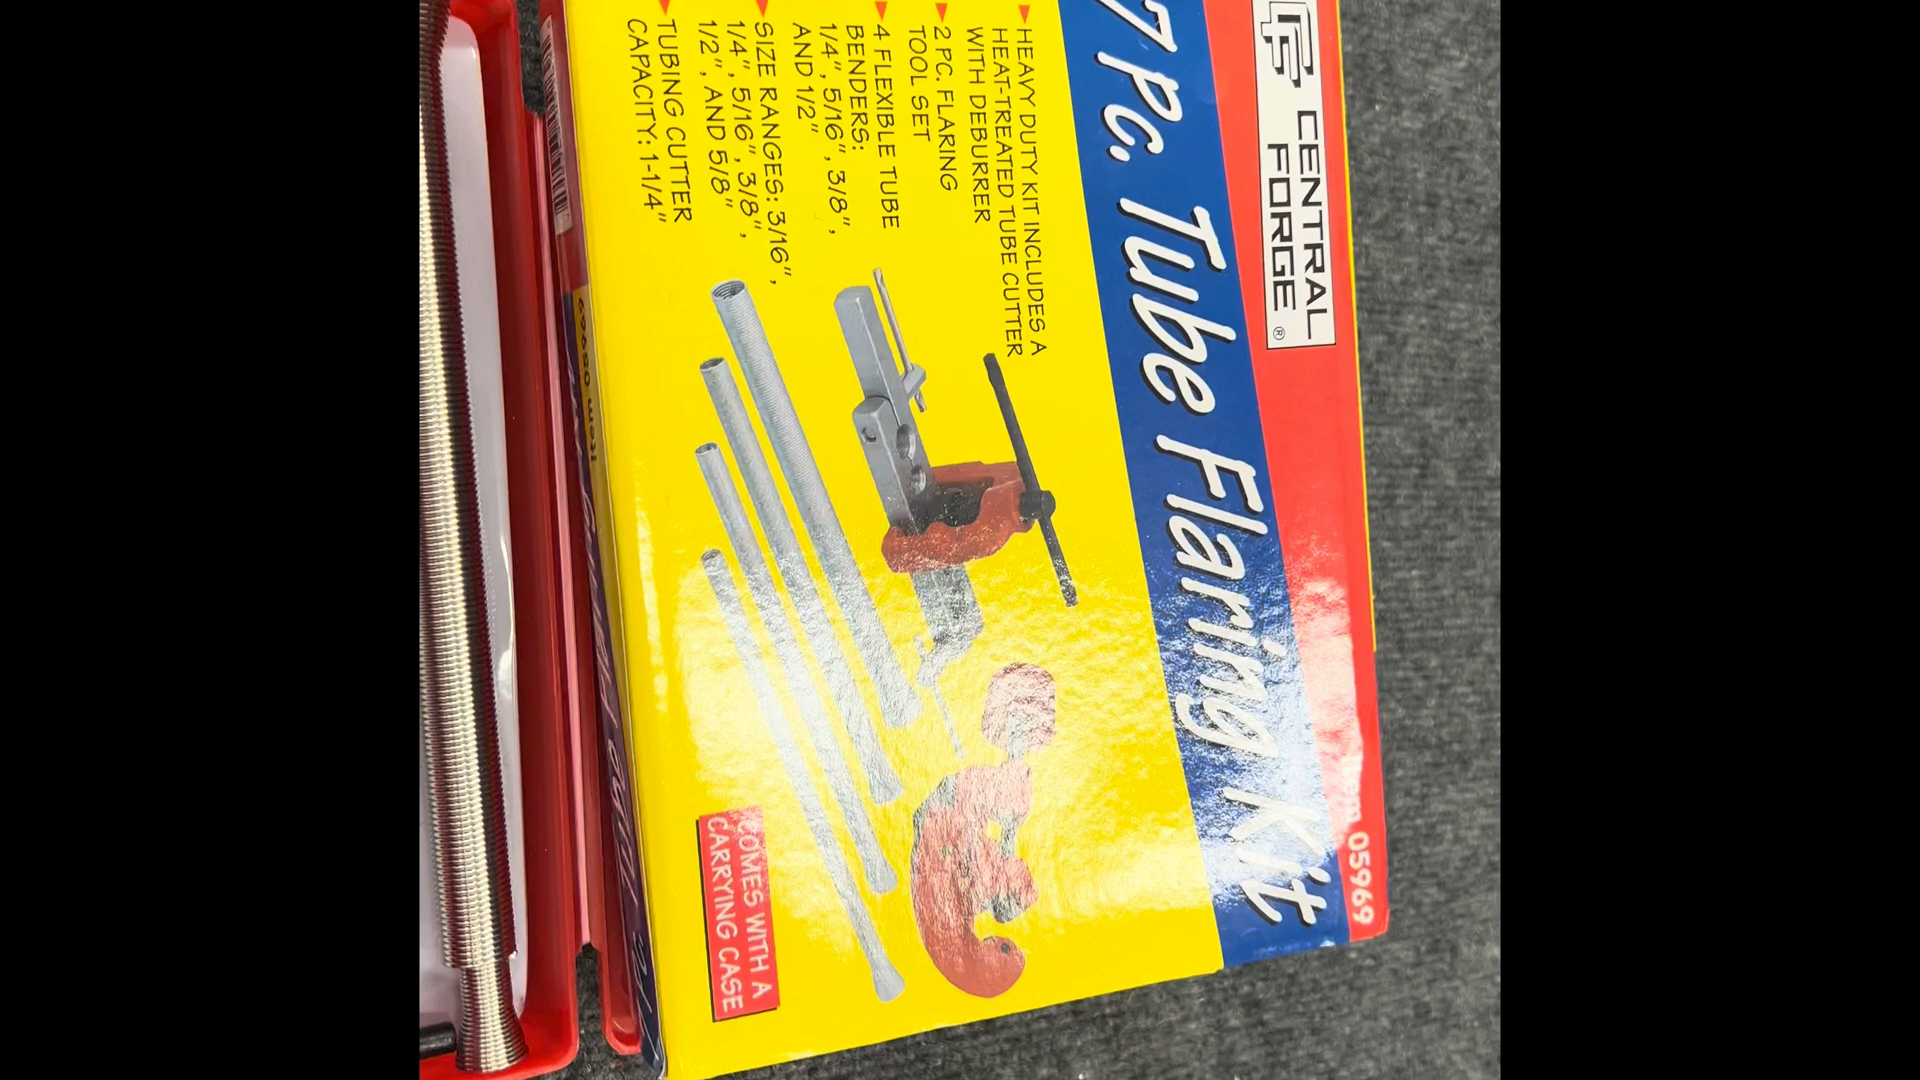 CENTRAL
FORGE®
Item 05969
7 Pc. Tube Flaring Kit
HEAVY DUTY KIT INCLUDES A
HEAT-TREATED TUBE CUTTER
WITH DEBURRER
2 PC. FLARING
TOOL SET
4 FLEXIBLE TUBE
BENDERS:
1/4", 5/16", 3/8",
AND 1/2"
SIZE RANGES: 3/16",
1/4", 5/16", 3/8",
1/2", AND 5/8"
TUBING CUTTER
CAPACITY: 1-1/4"
COMES WITH A
CARRYING CASE
Item 05969